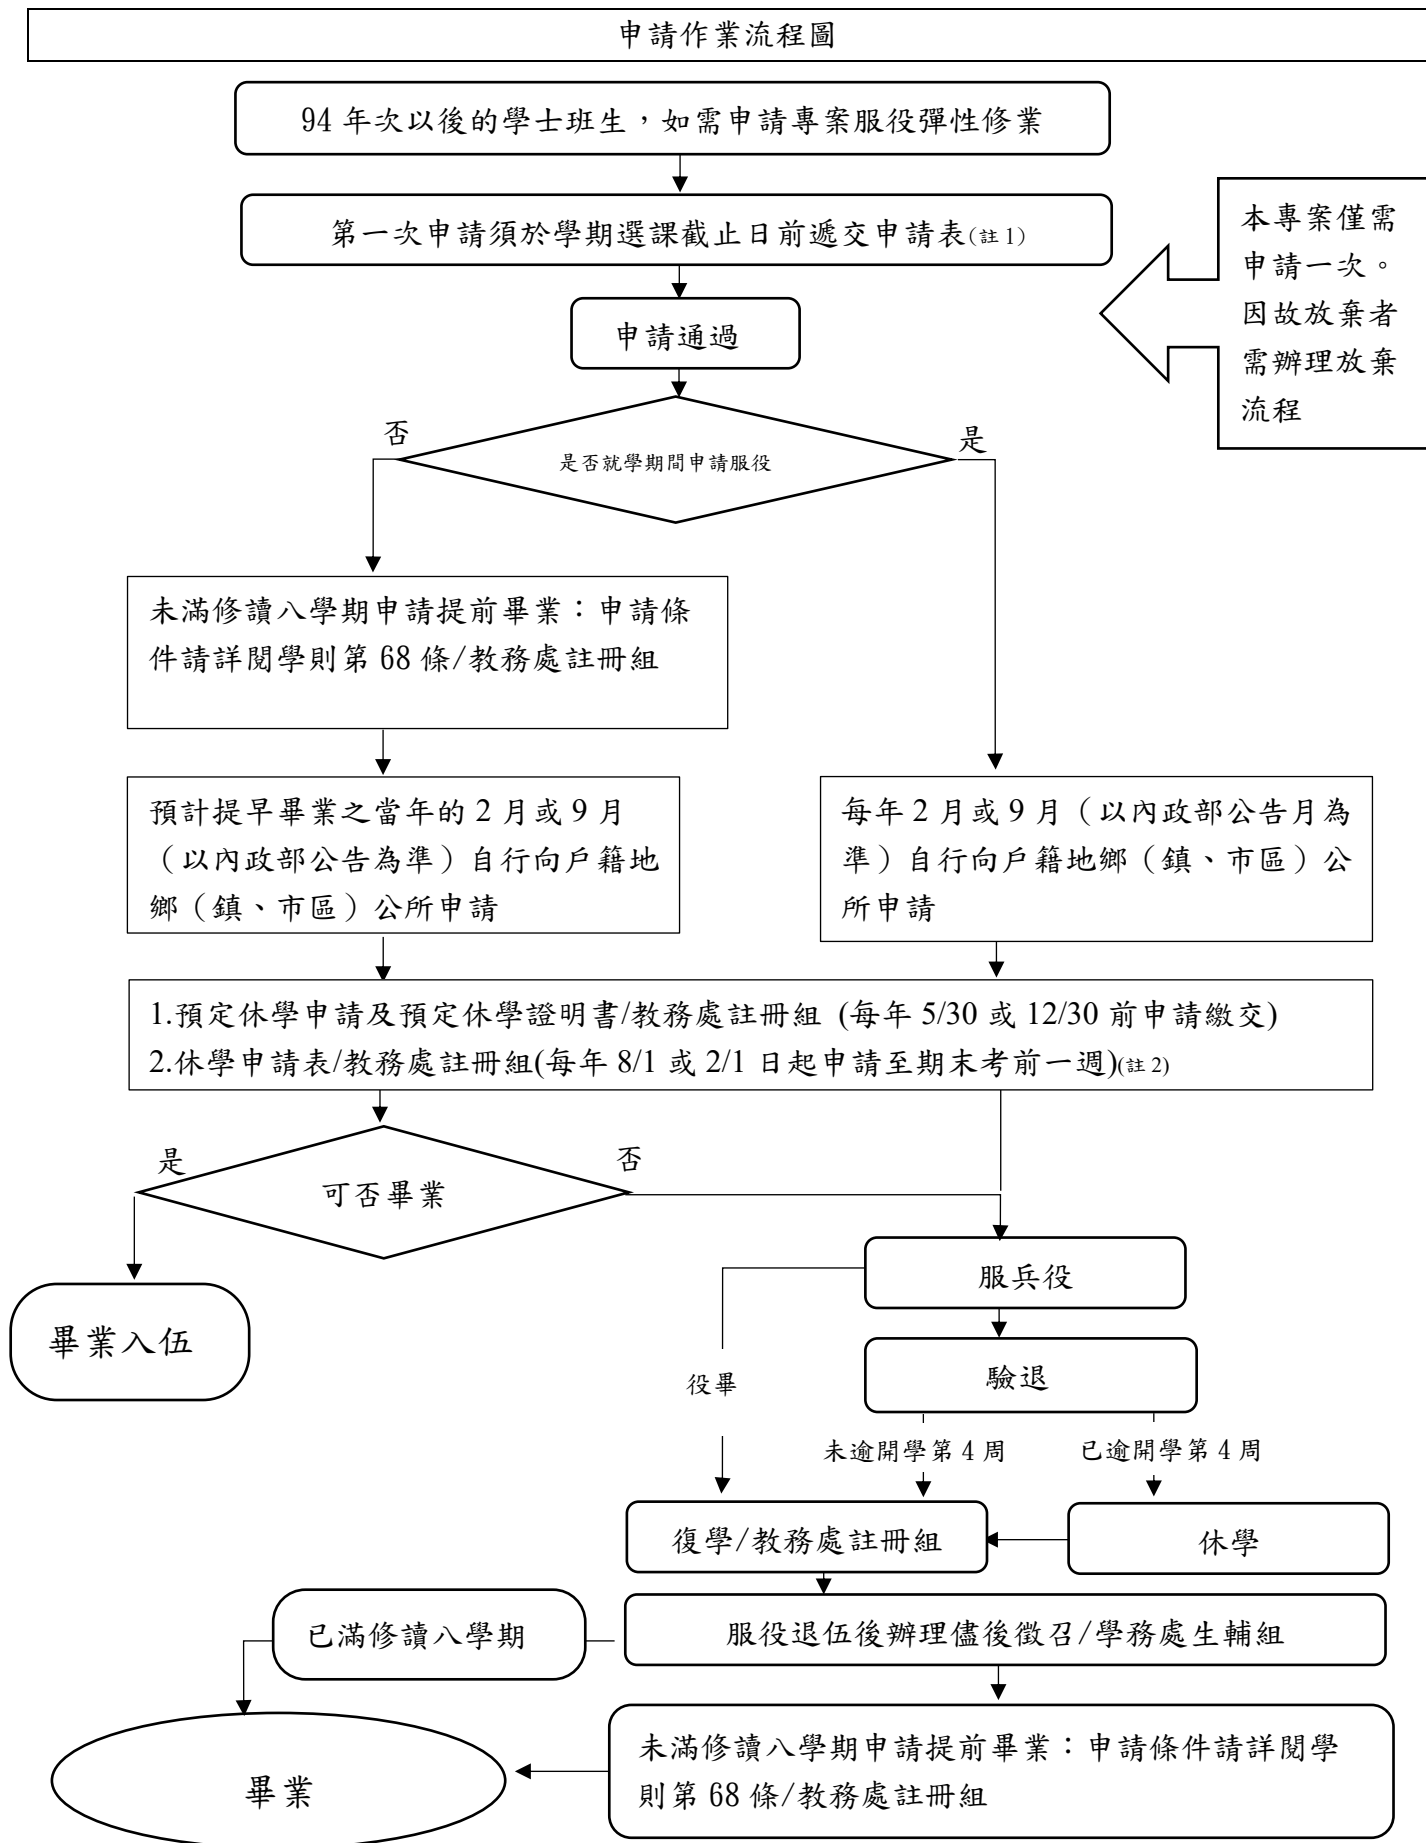 申請作業流程圖
94 年次以後的學士班生，如需申請專案服役彈性修業
第一次申請須於學期選課截止日前遞交申請表(註 1)
本專案僅需
申請一次。
因故放棄者
需辦理放棄
流程
申請通過
否
是
是否就學期間申請服役
未滿修讀八學期申請提前畢業：申請條
件請詳閱學則第 68 條/教務處註冊組
預計提早畢業之當年的 2 月或 9 月
（以內政部公告為準）自行向戶籍地
鄉（鎮、市區）公所申請
每年 2 月或 9 月（以內政部公告月為
準）自行向戶籍地鄉（鎮、市區）公
所申請
1.預定休學申請及預定休學證明書/教務處註冊組 (每年 5/30 或 12/30 前申請繳交)
2.休學申請表/教務處註冊組(每年 8/1 或 2/1 日起申請至期末考前一週)(註 2)
是
否
可否畢業
服兵役
畢業入伍
驗退
役畢
未逾開學第 4 周
已逾開學第 4 周
復學/教務處註冊組
休學
已滿修讀八學期
服役退伍後辦理儘後徵召/學務處生輔組
未滿修讀八學期申請提前畢業：申請條件請詳閱學
則第 68 條/教務處註冊組
畢業